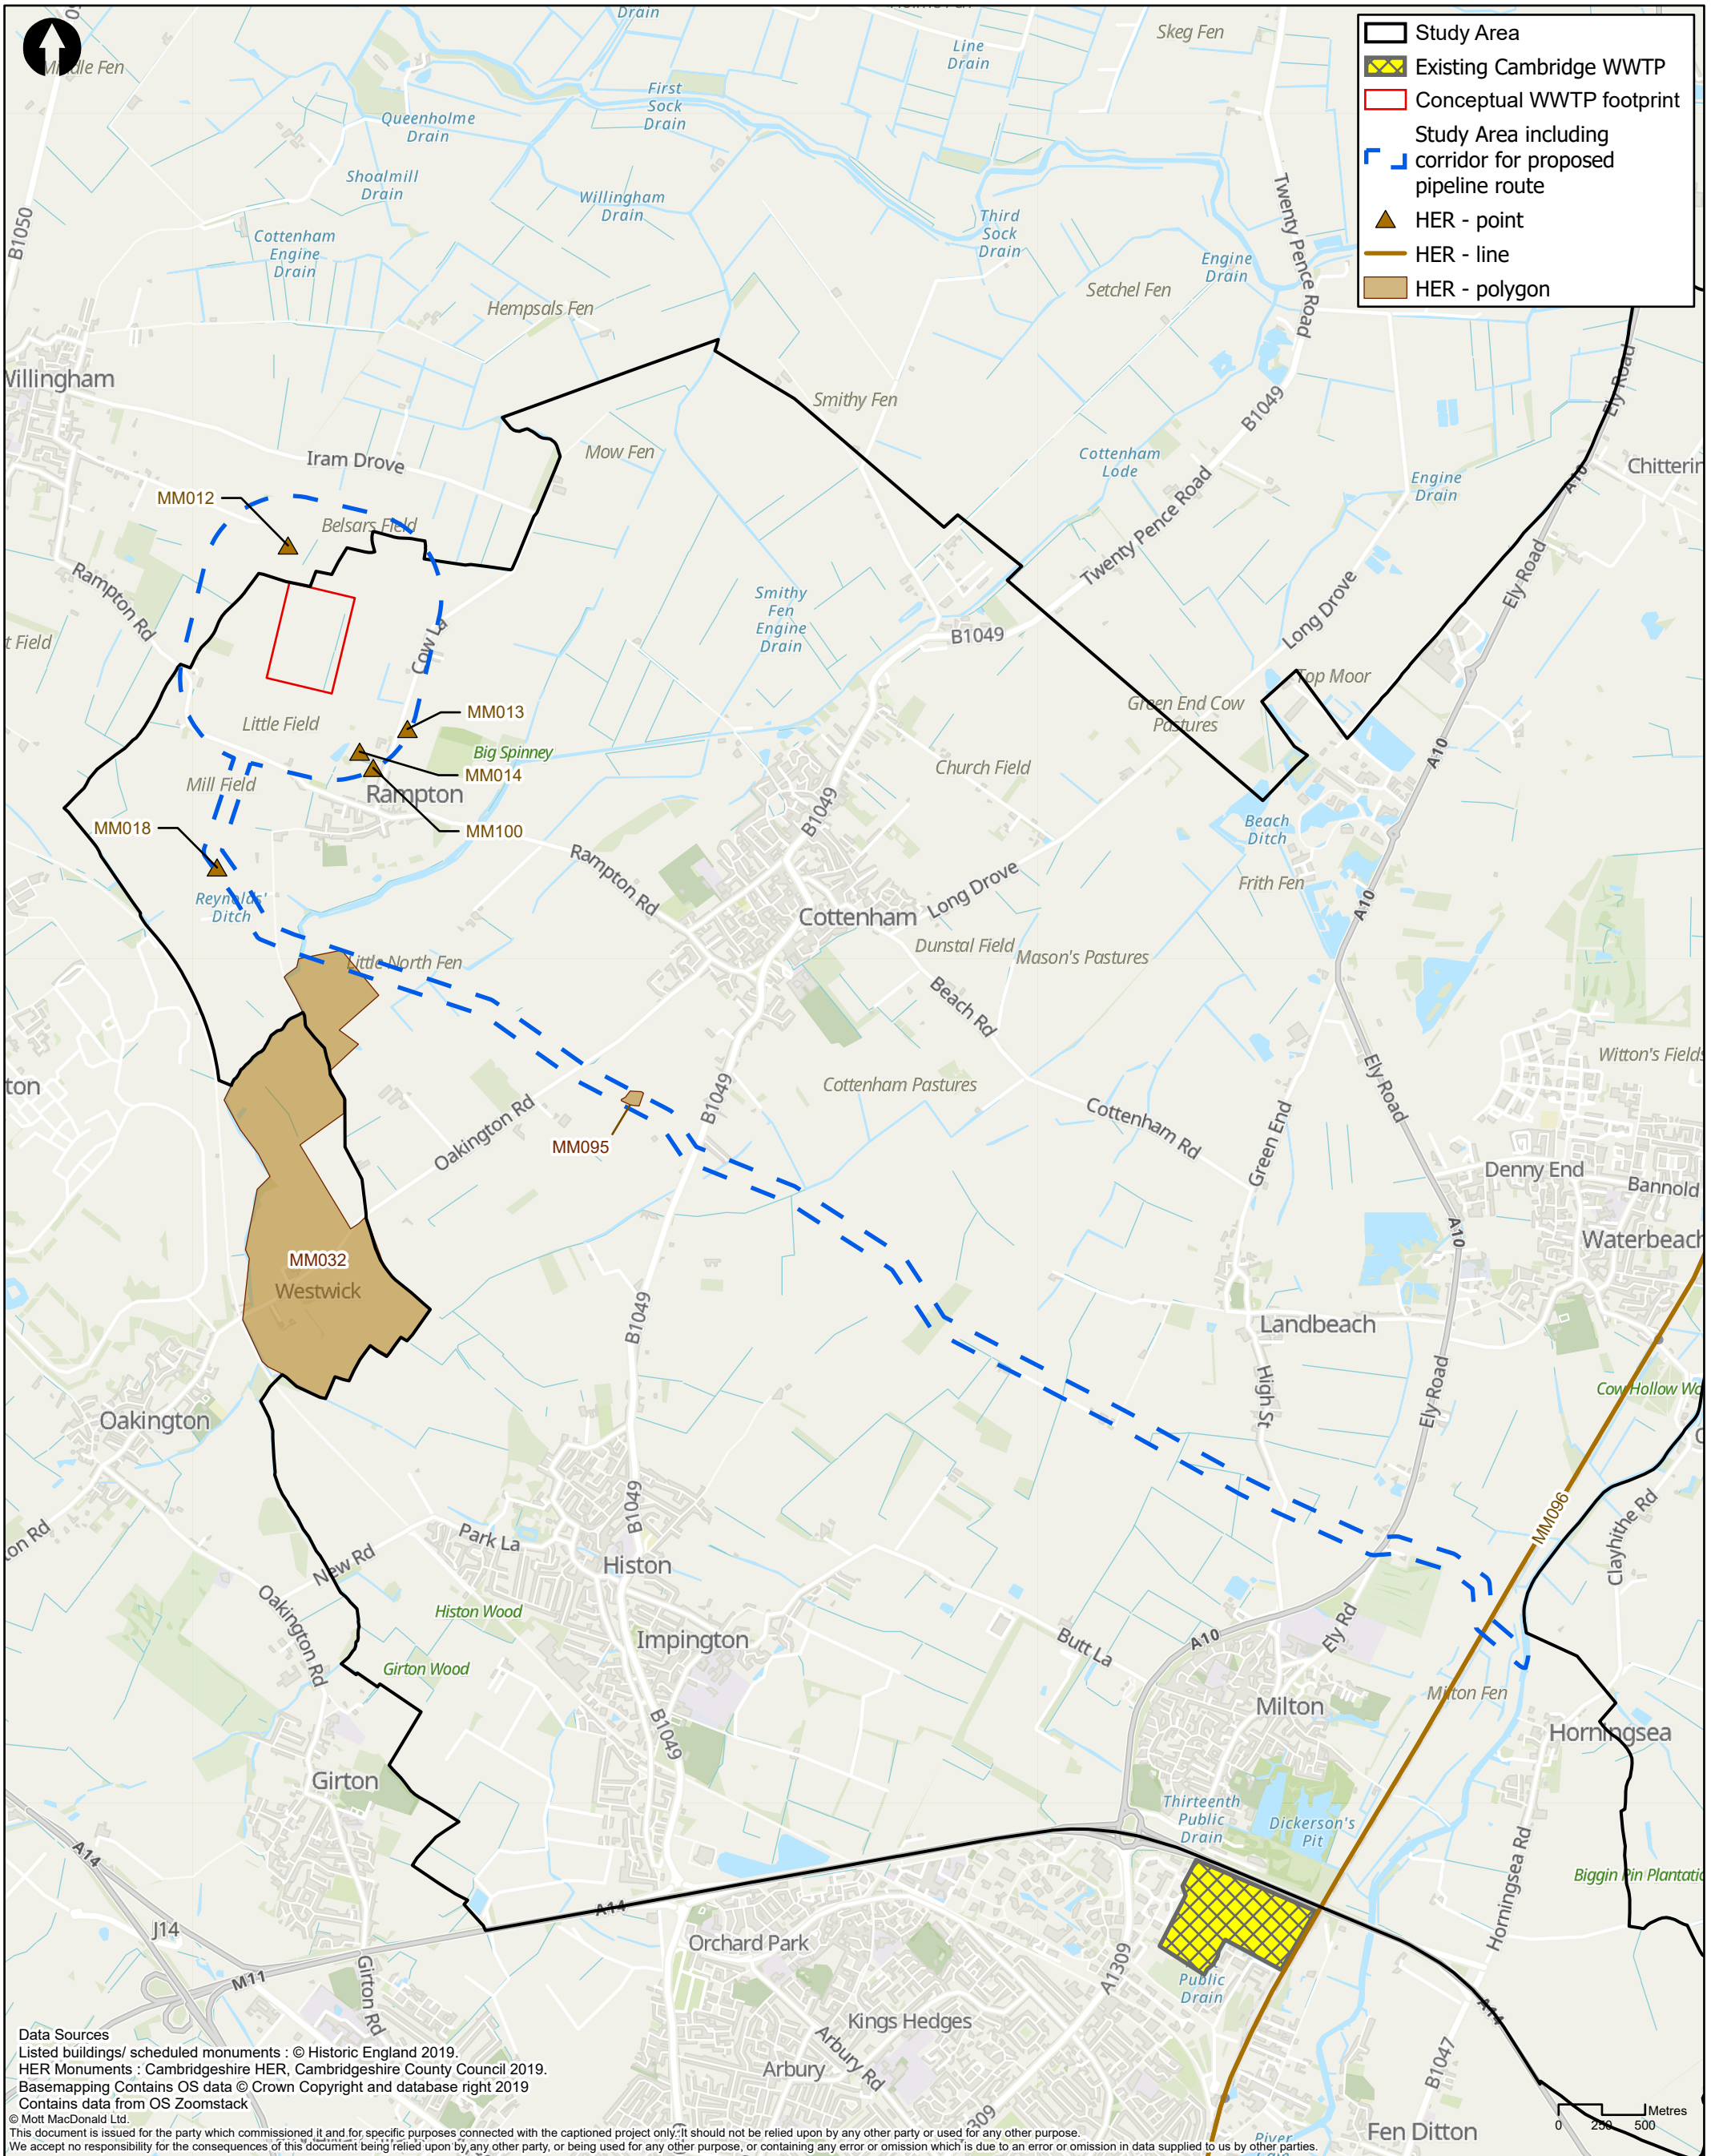 Drain
Skeg Fen
Line
Drain
First
Sock
Drain
Queenholme
Drain
Shoalmill
Drain
Willingham
Drain
Third
Sock
Drain
Cottenham
Engine
Drain
Engine
Drain
Setchel Fen
Hempsals Fen
B1050
Twenty Pence Road
Study Area
Existing Cambridge WWTP
Conceptual WWTP footprint
Study Area including
corridor for proposed
pipeline route
HER - point
HER - line
HER - polygon
Willingham
Smithy Fen
B1049
Ely Road
Iram Drove
Mow Fen
Cottenham
Lode
Engine
Drain
Chitterin
A10
MM012
Belsars Field
Twenty Pence Road
Ely Road
Rampton Rd
Smithy
Fen
Engine
Drain
Long Drove
t Field
Cow La
B1049
Top Moor
Little Field
MM013
Green End Cow
Pastures
Big Spinney
MM014
Church Field
A10
Mill Field
Rampton
B1049
MM018
MM100
Beach
Ditch
Rampton Rd
Long Drove
Frith Fen
Reynolds'
Ditch
Cottenham
A10
Dunstal Field
Mason's Pastures
Little North Fen
Beach Rd
Witton's Fields
ton
Cottenham Pastures
B1049
Ely Road
Oakington Rd
Cottenham Rd
MM095
Green End
Denny End
Bannold
A10
Waterbeach
MM032
Westwick
B1049
Landbeach
High St
Ely Road
Cow Hollow Wo
Oakington
B1049
MM096
Clayhithe Rd
ton Rd
Park La
New Rd
Histon
Oakington Rd
Histon Wood
Impington
Butt La
A10
Ely Rd
Girton Wood
Milton Fen
Milton
B1049
Horningsea
Girton
Thirteenth
Public
Drain
Dickerson's
Pit
A14
Horningsea Rd
Biggin Pin Plantatio
A14
J14
Orchard Park
A1309
M11
Girton Rd
Public
Drain
Kings Hedges
A14
Arbury Rd
Arbury
B1047
Fen Ditton
River
309
Data Sources
Listed buildings/ scheduled monuments : © Historic England 2019.
HER Monuments : Cambridgeshire HER, Cambridgeshire County Council 2019.
Basemapping Contains OS data © Crown Copyright and database right 2019
Contains data from OS Zoomstack
© Mott MacDonald Ltd.
This document is issued for the party which commissioned it and for specific purposes connected with the captioned project only. It should not be relied upon by any other party or used for any other purpose.
We accept no responsibility for the consequences of this document being relied upon by any other party, or being used for any other purpose, or containing any error or omission which is due to an error or omission in data supplied to us by other parties.
Metres
0 250 500